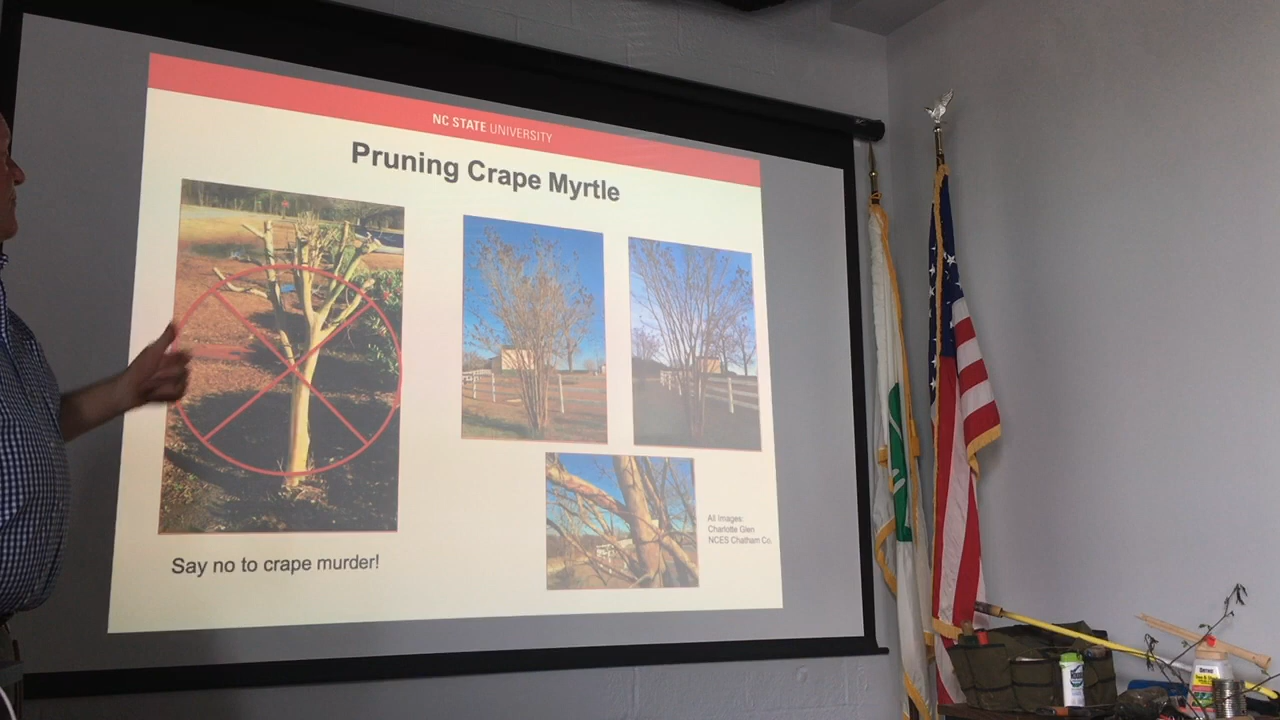 NC STATE UNIVERSITY
Pruning Crape Myrtle
All images:
Charlotte Glen
NCES Chatham Co.
Say no to crape murder!